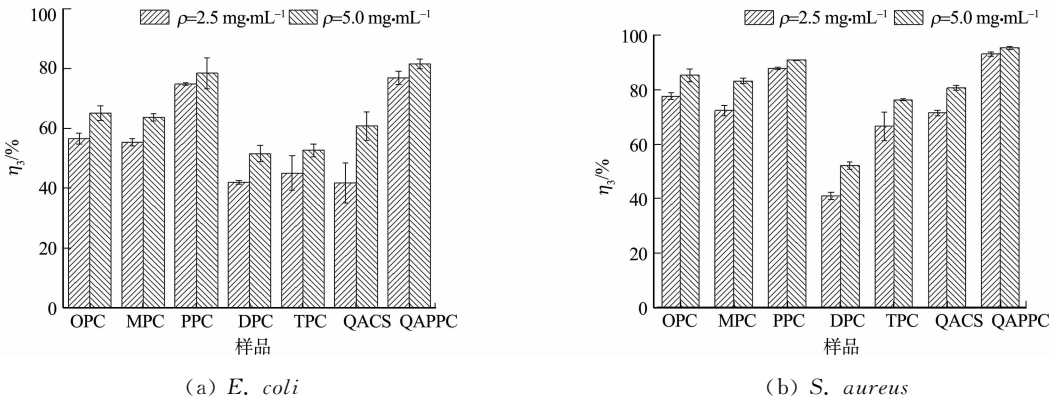 ρ=2.5 mg·mL⁻¹ ρ=5.0 mg·mL⁻¹
100
80
60
40
20
0
η₃/%
OPC MPC PPC DPC TPC QACS QAPPC
样品
(a) E. coli
ρ=2.5 mg·mL⁻¹ ρ=5.0 mg·mL⁻¹
100
80
60
40
20
0
η₃/%
OPC MPC PPC DPC TPC QACS QAPPC
样品
(b) S. aureus